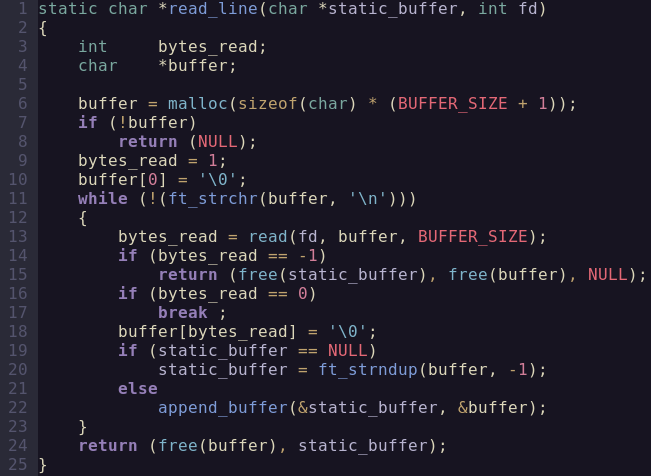 1 static char *read_line(char *static_buffer, int fd)
2 {
3     int     bytes_read;
4     char    *buffer;
5
6     buffer = malloc(sizeof(char) * (BUFFER_SIZE + 1));
7     if (!buffer)
8         return (NULL);
9     bytes_read = 1;
10     buffer[0] = '\0';
11     while (!(ft_strchr(buffer, '\n')))
12     {
13         bytes_read = read(fd, buffer, BUFFER_SIZE);
14         if (bytes_read == -1)
15             return (free(static_buffer), free(buffer), NULL);
16         if (bytes_read == 0)
17             break ;
18         buffer[bytes_read] = '\0';
19         if (static_buffer == NULL)
20             static_buffer = ft_strndup(buffer, -1);
21         else
22             append_buffer(&static_buffer, &buffer);
23     }
24     return (free(buffer), static_buffer);
25 }